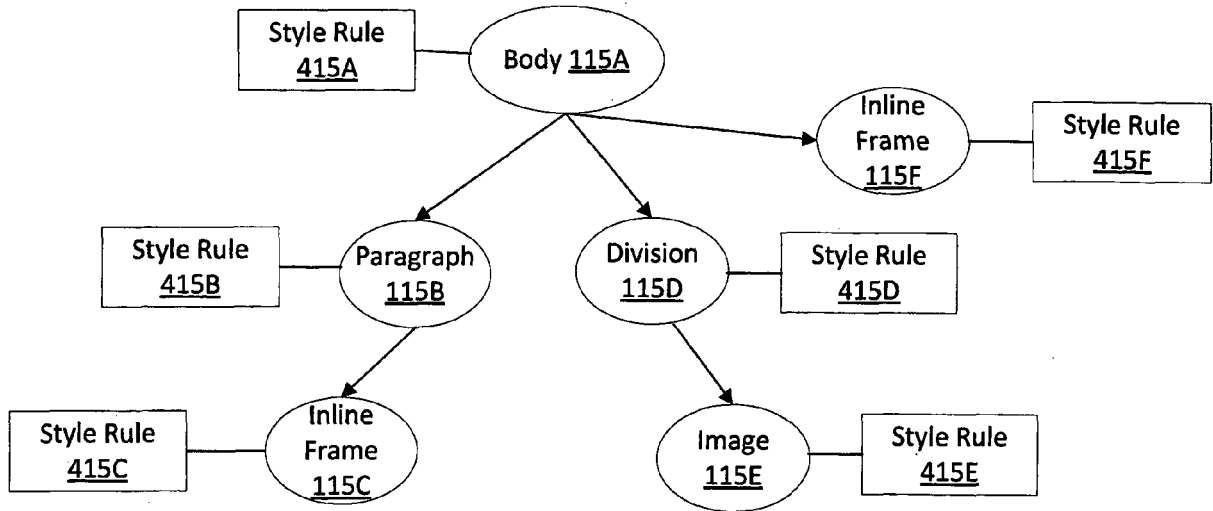 Style Rule
415A
Body 115A
Inline
Frame
115F
Style Rule
415F
Style Rule
415B
Paragraph
115B
Division
115D
Style Rule
415D
Style Rule
415C
Inline
Frame
115C
Image
115E
Style Rule
415E